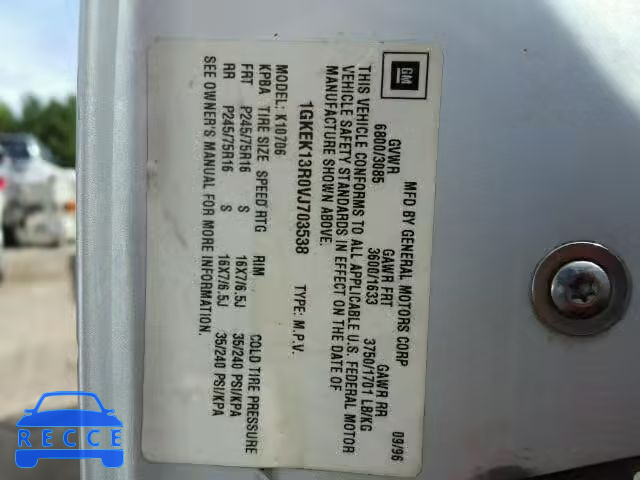 GM
MFD BY GENERAL MOTORS CORP 09/96
GVWR GAWR FRT GAWR RR
6800/3085 3600/1633 3750/1701 LB/KG
THIS VEHICLE CONFORMS TO ALL APPLICABLE U.S. FEDERAL MOTOR
VEHICLE SAFETY STANDARDS IN EFFECT ON THE DATE OF
MANUFACTURE SHOWN ABOVE.
1GKEK13R0VJ703538 TYPE: M.P.V.
MODEL: K10706
KPBA TIRE SIZE SPEED RTG RIM COLD TIRE PRESSURE
FRT P245/75R16 S 16X7/6.5J 35/240 PSI/KPA
RR P245/75R16 S 16X7/6.5J 35/240 PSI/KPA
SEE OWNER'S MANUAL FOR MORE INFORMATION.
RECCE